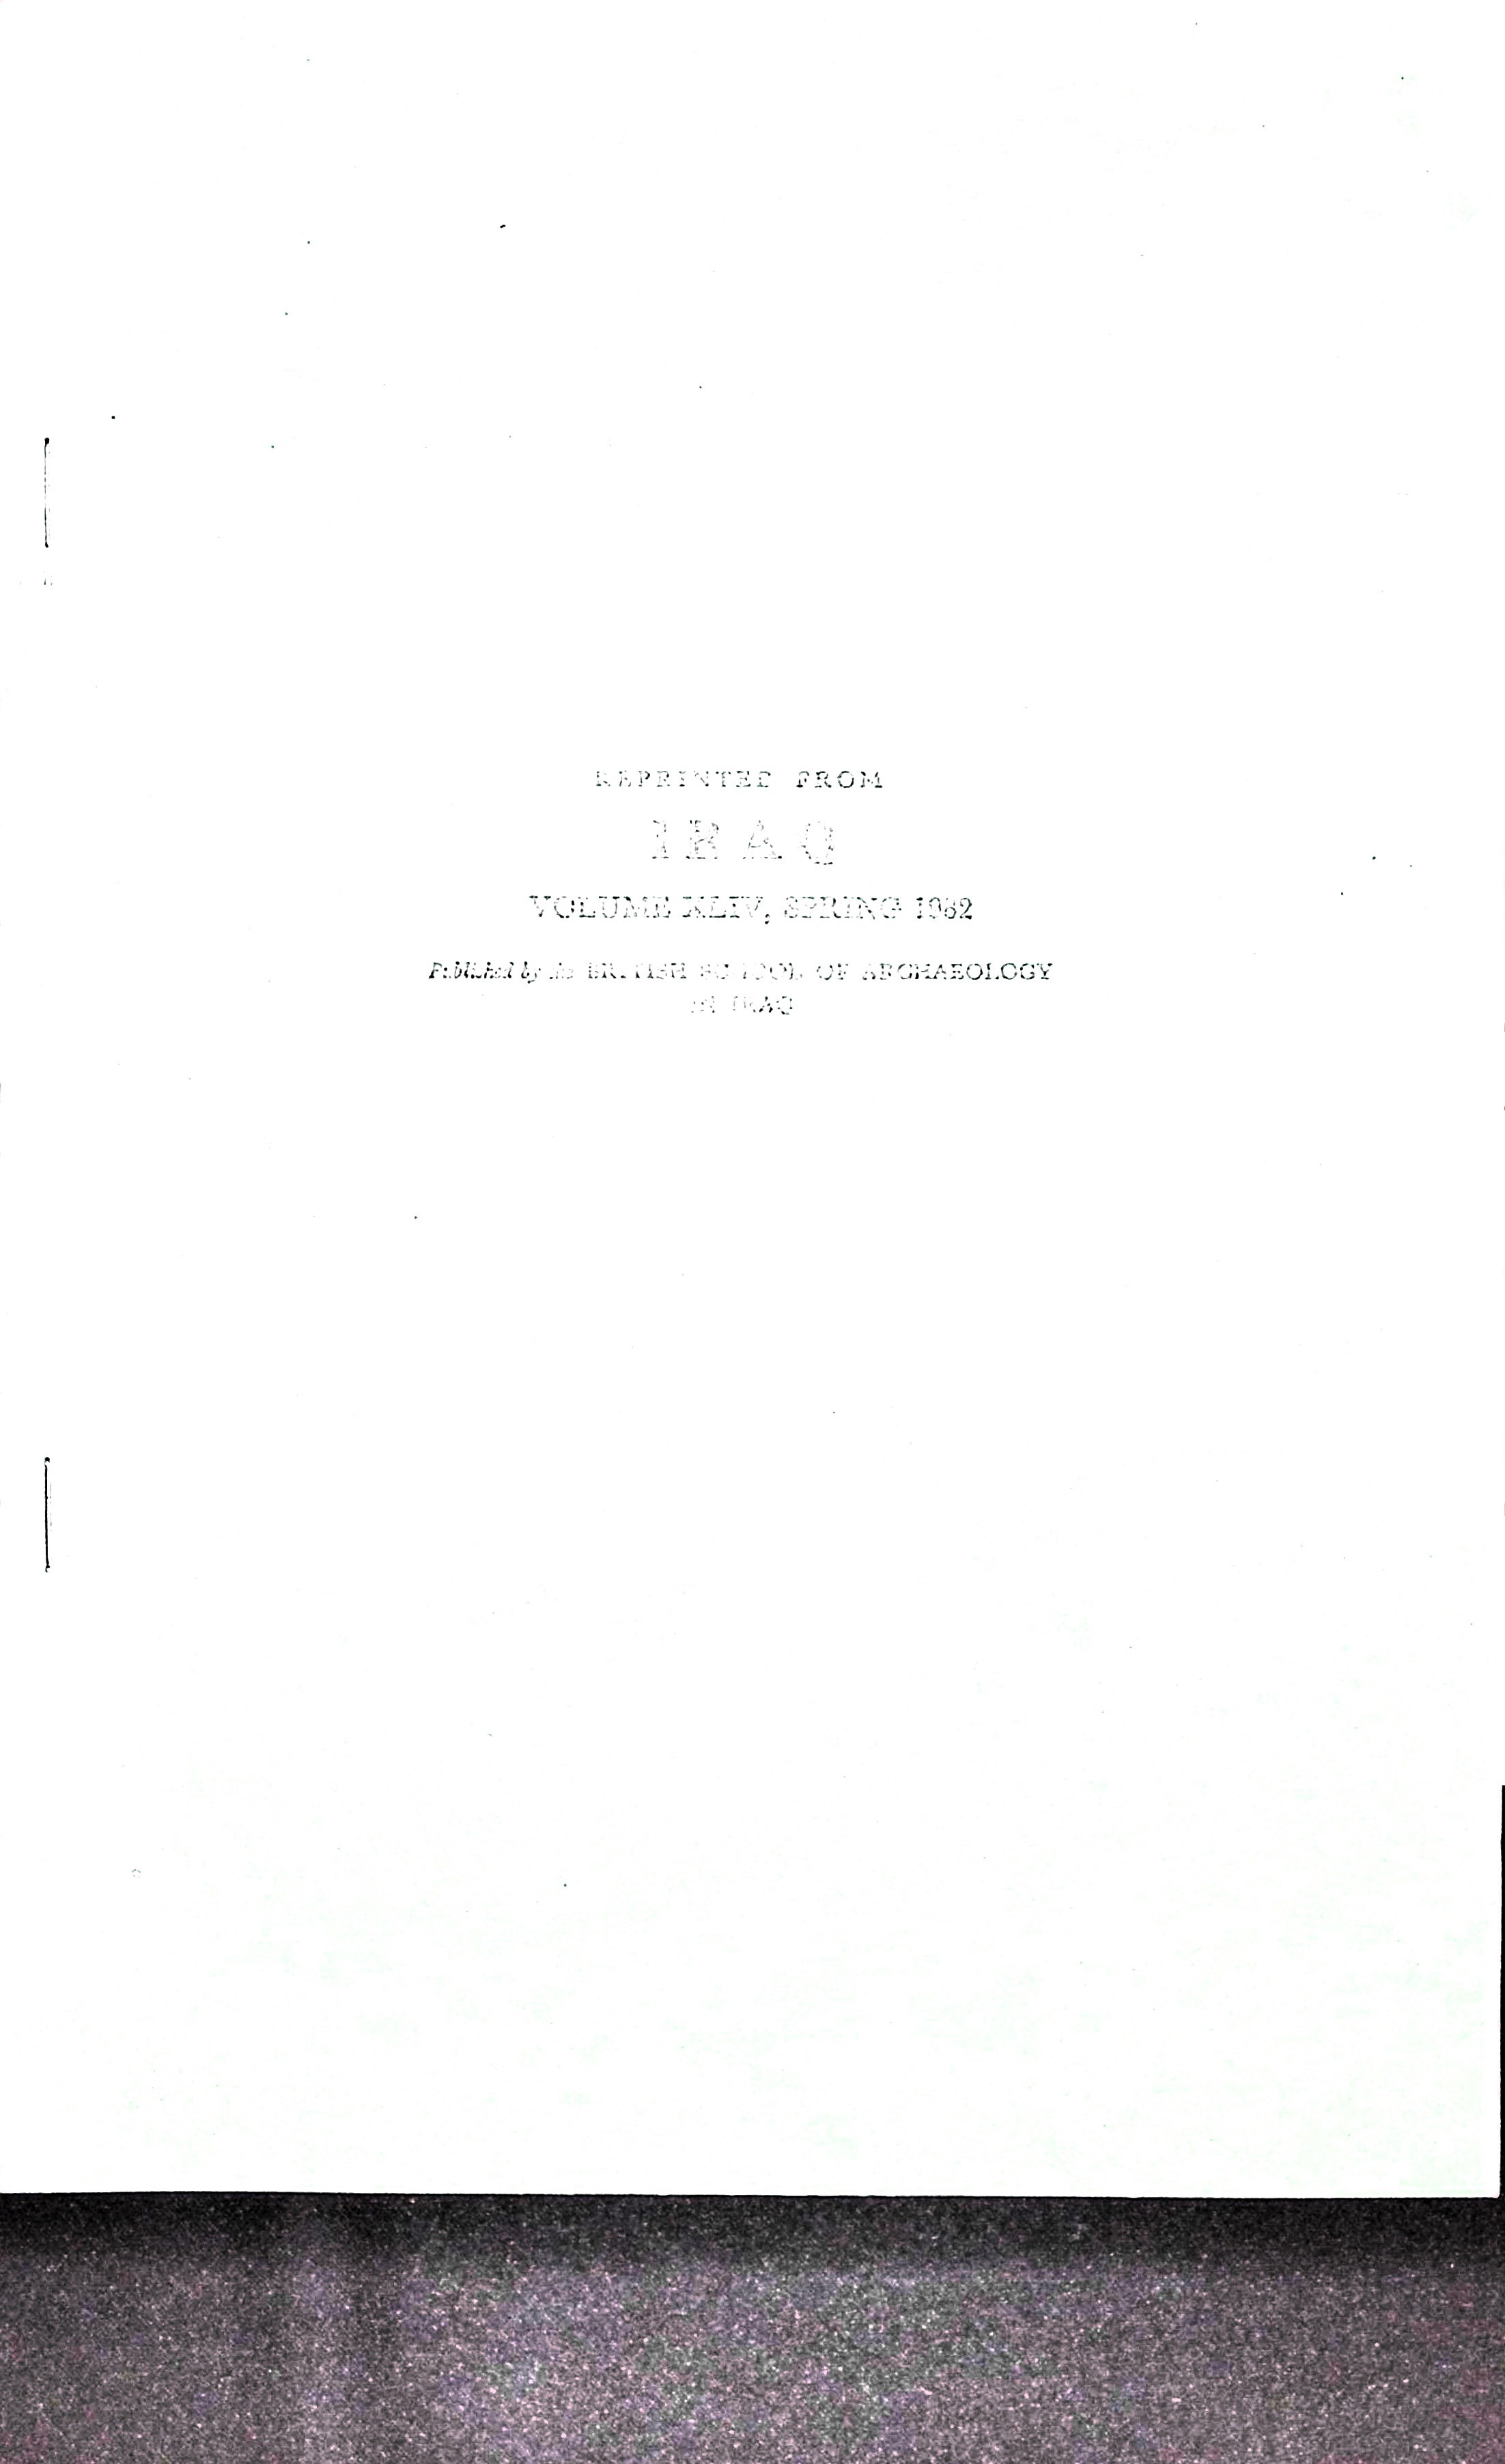 REPRINTED FROM
IRAQ
VOLUME XLIV, SPRING 1982
Published by the BRITISH SCHOOL OF ARCHAEOLOGY
IN IRAQ